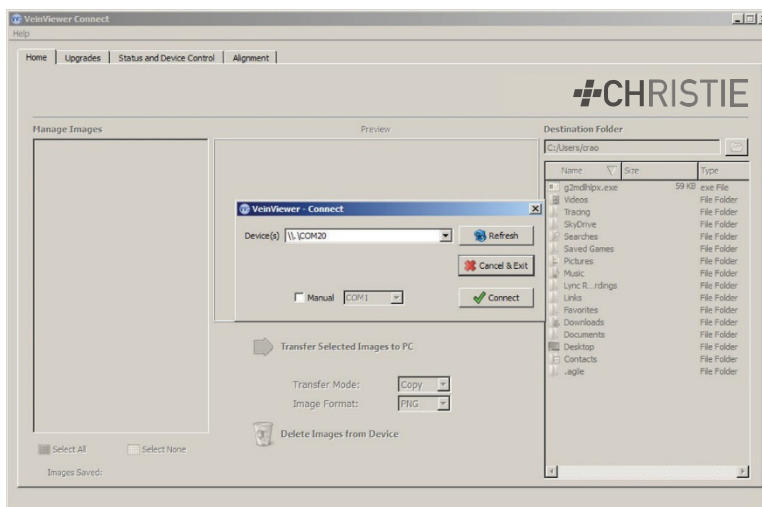 VeinViewer Connect
Help
Home Upgrades Status and Device Control Alignment
CHRISTIE
Manage Images
Preview
Destination Folder
C:/Users/crao
Name Size Type
g2mdlhlpx.exe 59 KB exe File
Videos File Folder
Tracing File Folder
SkyDrive File Folder
Searches File Folder
Saved Games File Folder
Pictures File Folder
Music File Folder
Lync R...rdings File Folder
Links File Folder
Favorites File Folder
Downloads File Folder
Documents File Folder
Desktop File Folder
Contacts File Folder
.agile File Folder
VeinViewer - Connect
Device(s) \\.\COM20 Refresh
Cancel & Exit
Manual COM1 Connect
Transfer Selected Images to PC
Transfer Mode: Copy
Image Format: PNG
Delete Images from Device
Select All Select None
Images Saved: